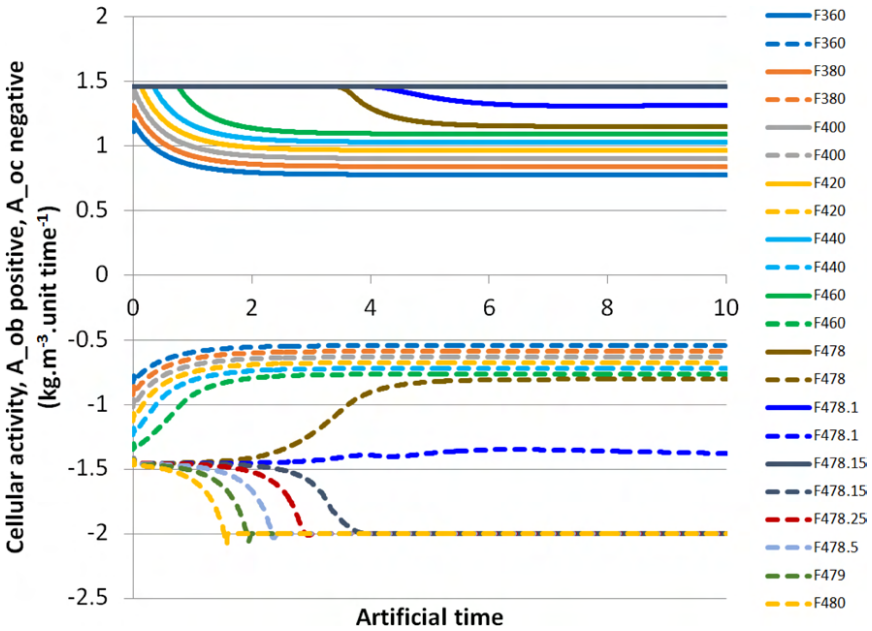 Cellular activity, A_ob positive, A_oc negative
(kg.m-3.unit time-1)
2
1.5
1
0.5
0
-0.5
-1
-1.5
-2
-2.5
0 2 4 6 8 10
Artificial time
F360
F360
F380
F380
F400
F400
F420
F420
F440
F440
F460
F460
F478
F478
F478.1
F478.1
F478.15
F478.15
F478.25
F478.5
F479
F480